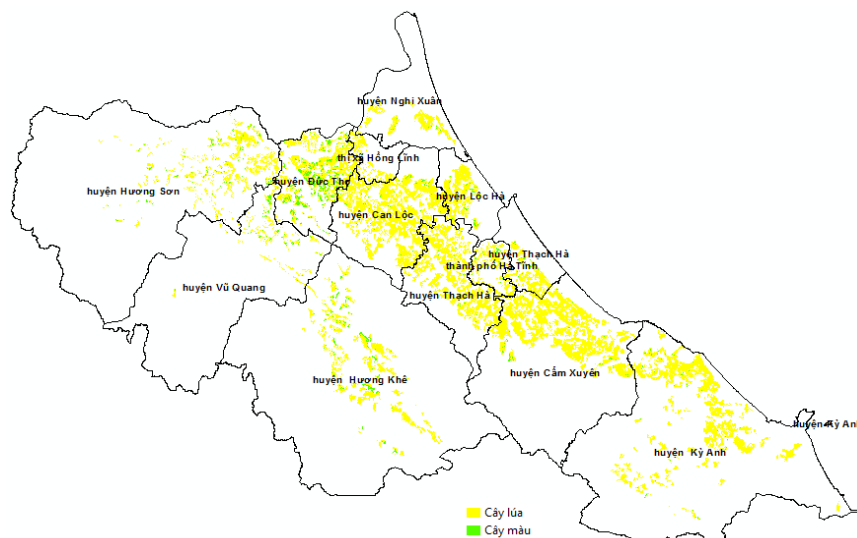 huyện Nghi Xuân
thị xã Hồng Lĩnh
huyện Đức Thọ
huyện Hương Sơn
huyện Lộc Hà
huyện Can Lộc
huyện Thạch Hà
thành phố Hà Tĩnh
huyện Vũ Quang
huyện Thạch Hà
huyện Cẩm Xuyên
huyện Hương Khê
huyện Kỳ Anh
huyện Kỳ Anh
Cây lúa
Cây màu